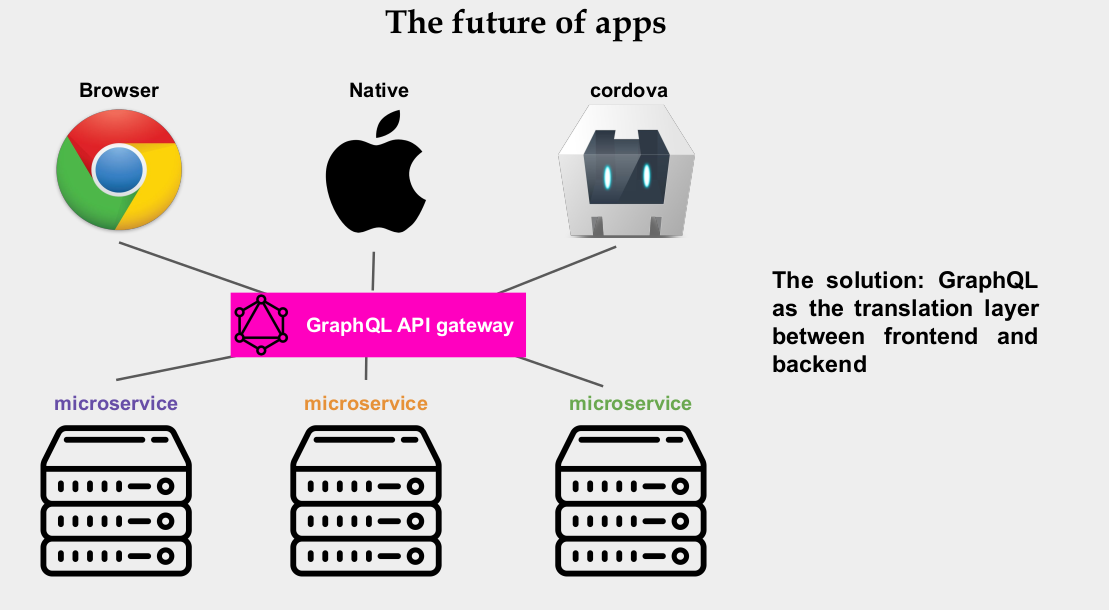 The future of apps
Browser
Native
cordova
GraphQL API gateway
The solution: GraphQL
as the translation layer
between frontend and
backend
microservice
microservice
microservice